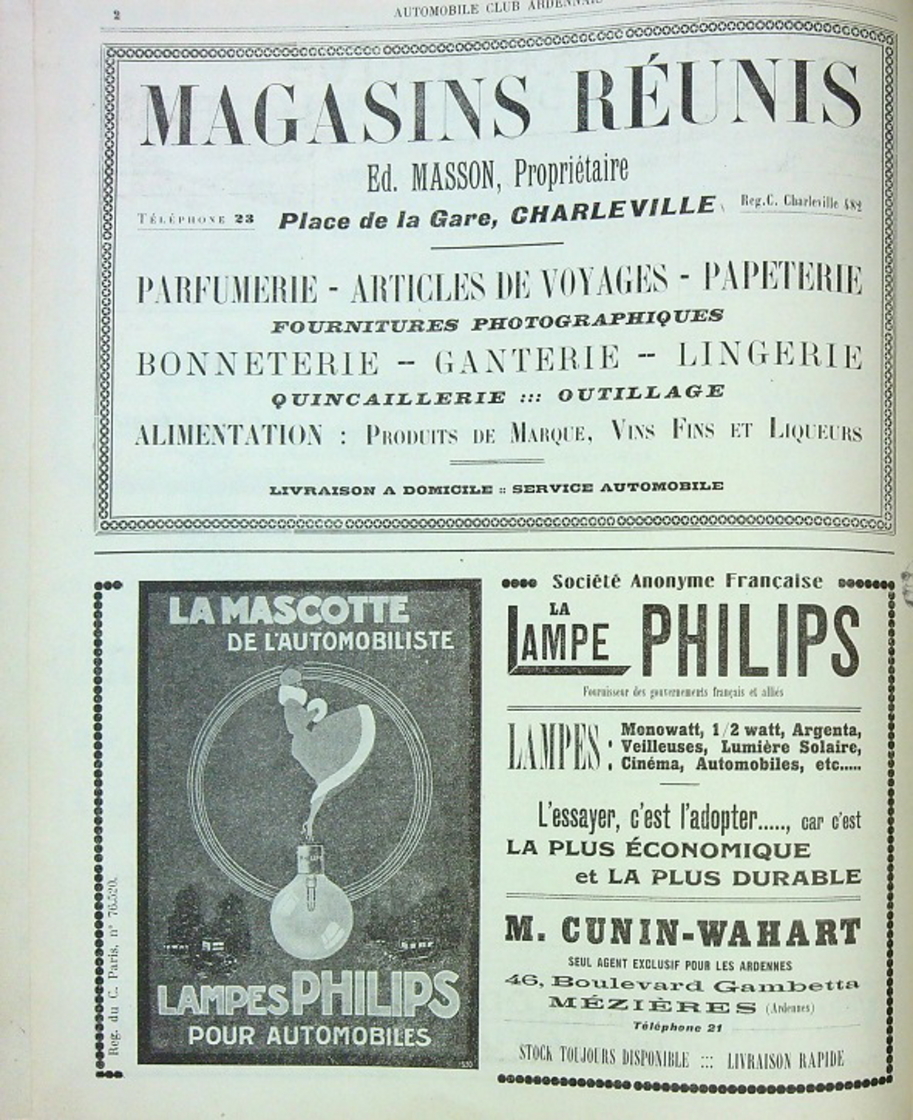 2
AUTOMOBILE CLUB ARDENNAIS
MAGASINS RÉUNIS
Ed. MASSON, Propriétaire
TÉLÉPHONE 23 Place de la Gare, CHARLEVILLE Reg.C. Charleville 482
PARFUMERIE - ARTICLES DE VOYAGES - PAPETERIE
FOURNITURES PHOTOGRAPHIQUES
BONNETERIE -- GANTERIE -- LINGERIE
QUINCAILLERIE ::: OUTILLAGE
ALIMENTATION : PRODUITS DE MARQUE, VINS FINS ET LIQUEURS
LIVRAISON A DOMICILE :: SERVICE AUTOMOBILE
Reg. du C. Paris, n° 76.520.
LA MASCOTTE
DE L'AUTOMOBILISTE
PHILIPS
LAMPES PHILIPS
POUR AUTOMOBILES
Société Anonyme Française
LA
LAMPE PHILIPS
Fournisseur des gouvernements français et alliés
LAMPES : Monowatt, 1/2 watt, Argenta,
Veilleuses, Lumière Solaire,
Cinéma, Automobiles, etc.....
L'essayer, c'est l'adopter....., car c'est
LA PLUS ÉCONOMIQUE
et LA PLUS DURABLE
M. CUNIN-WAHART
SEUL AGENT EXCLUSIF POUR LES ARDENNES
46, Boulevard Gambetta
MÉZIÈRES (Ardennes)
Téléphone 21
STOCK TOUJOURS DISPONIBLE ::: LIVRAISON RAPIDE